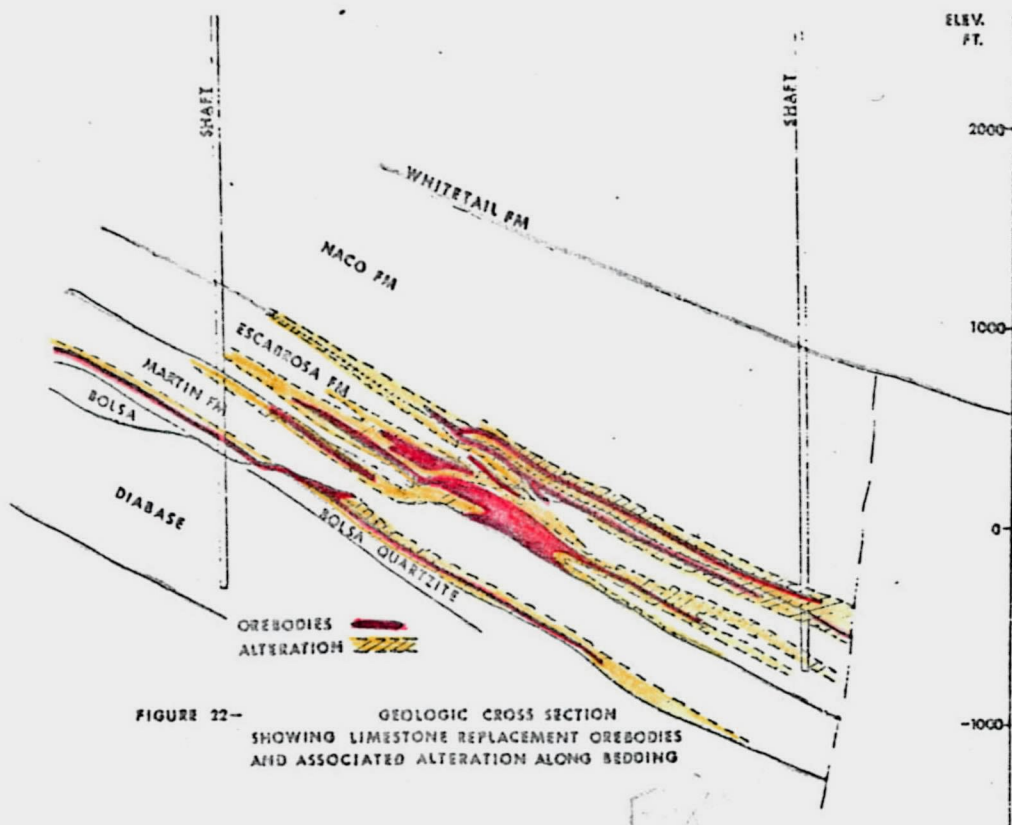 ELEV.
FT.
SHAFT
SHAFT
2000
WHITETAIL FM
NACO FM
1000
ESCABROSA FM
MARTIN FM
BOLSA
DIABASE
BOLSA QUARTZITE
0
OREBODIES
ALTERATION
-1000
FIGURE 22— GEOLOGIC CROSS SECTION
SHOWING LIMESTONE REPLACEMENT OREBODIES
AND ASSOCIATED ALTERATION ALONG BEDDING